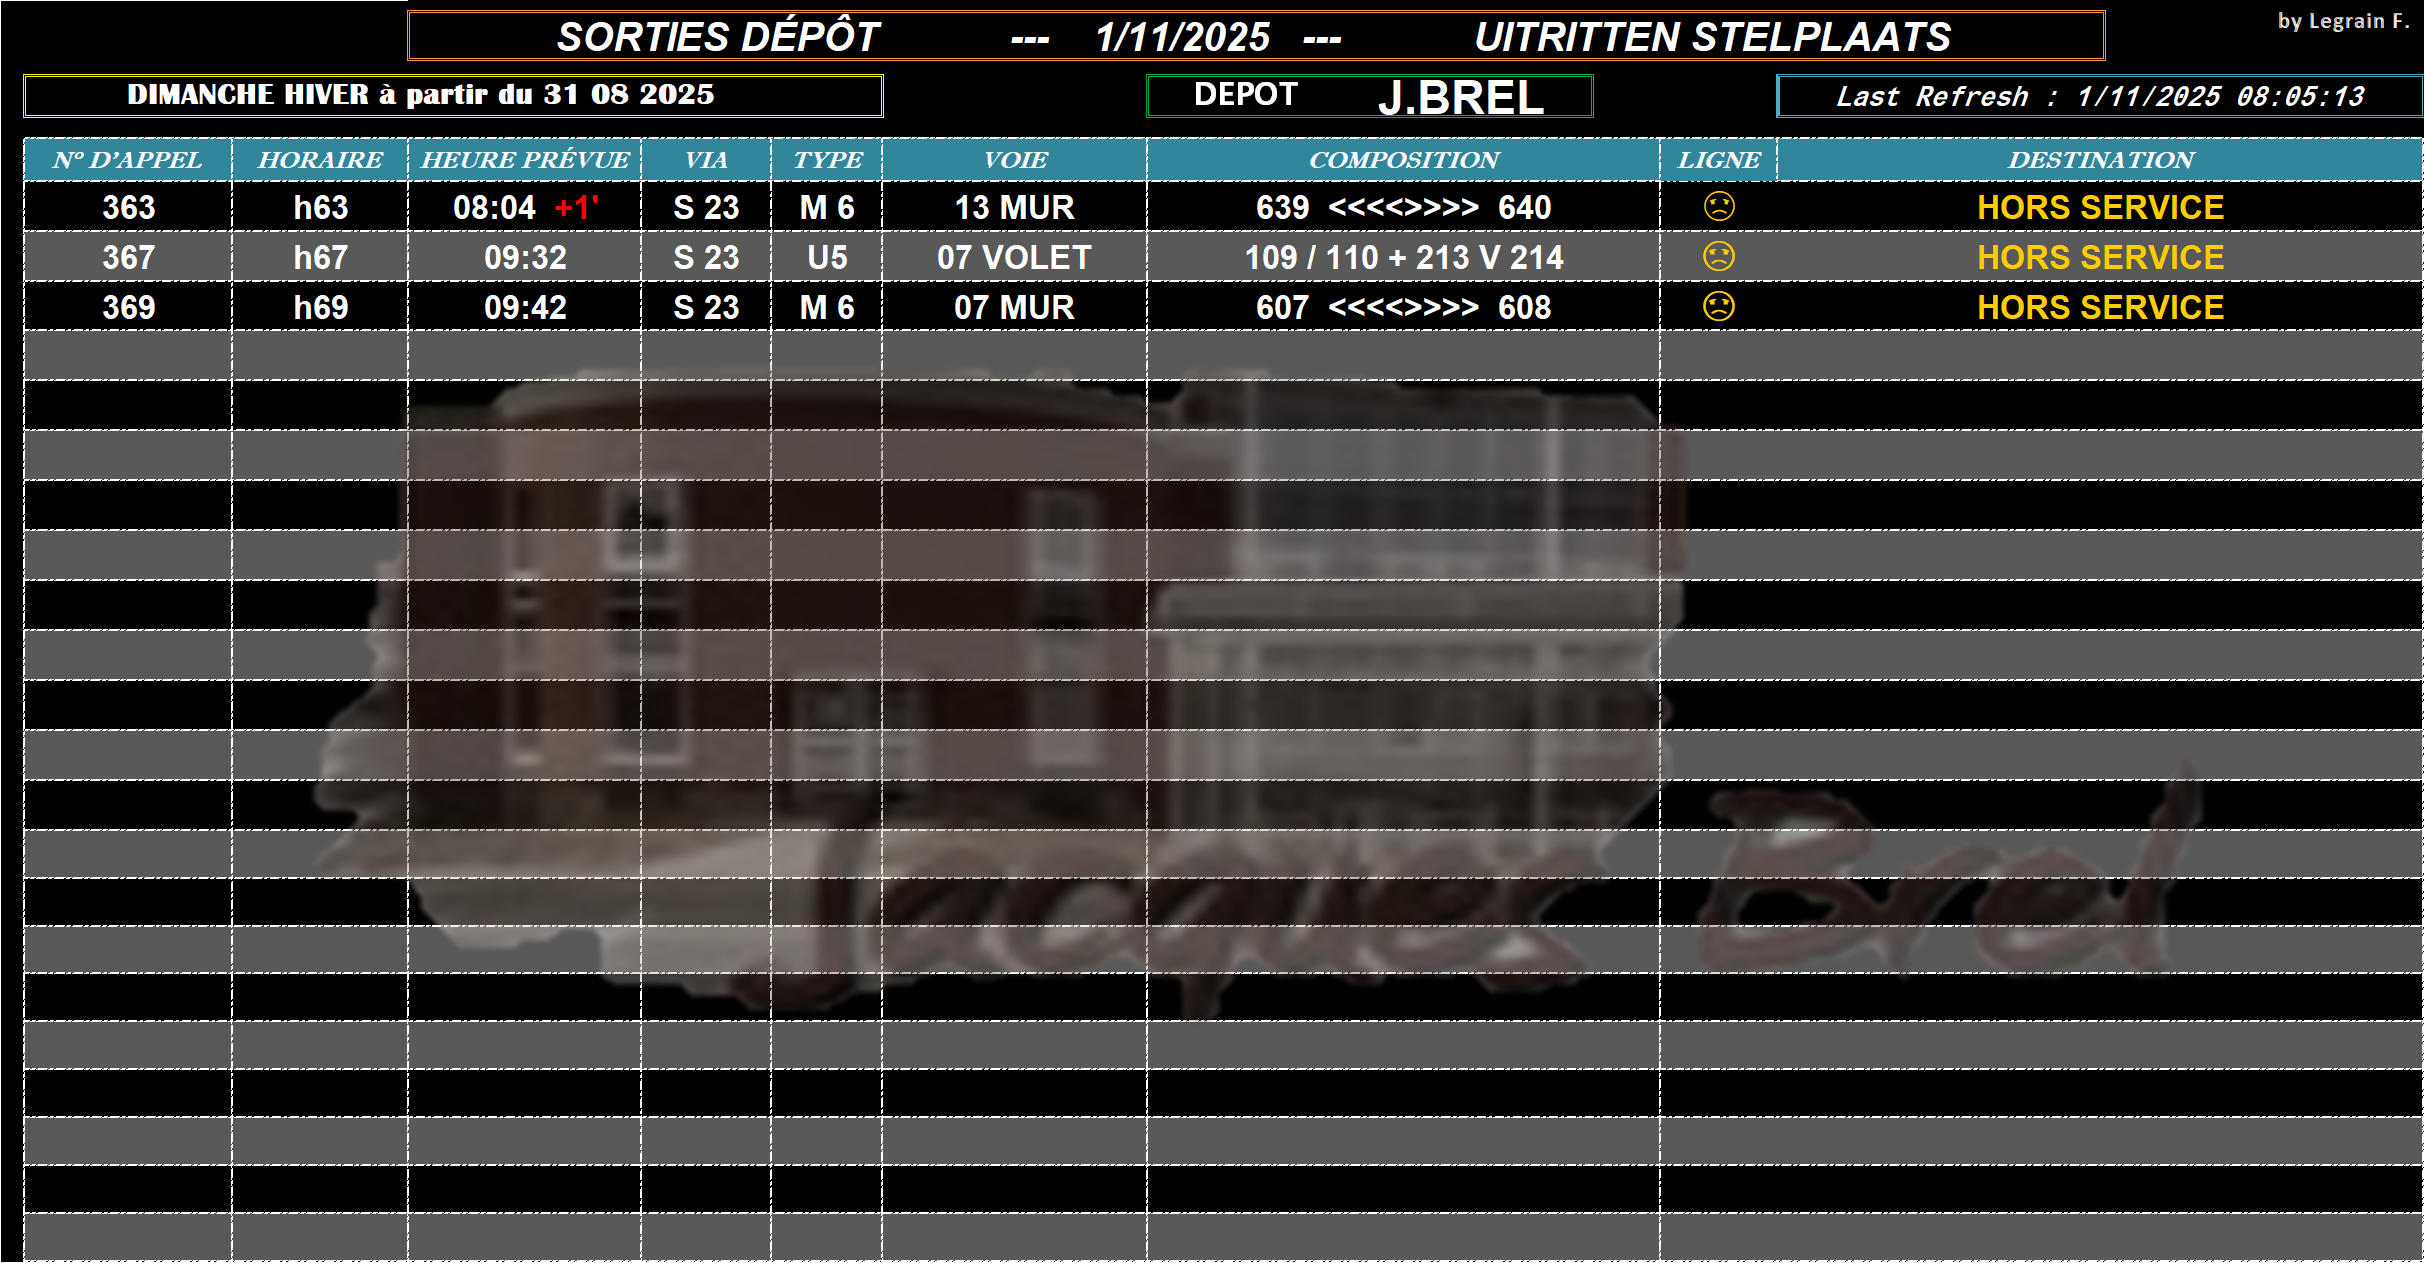 SORTIES DÉPÔT --- 1/11/2025 --- UITRITTEN STELPLAATS
by Legrain F.
DIMANCHE HIVER à partir du 31 08 2025
DEPOT J.BREL
Last Refresh : 1/11/2025 08:05:13
N° D'APPEL HORAIRE HEURE PRÉVUE VIA TYPE VOIE COMPOSITION LIGNE DESTINATION
363 h63 08:04 +1' S 23 M 6 13 MUR 639 <<<<>>>> 640 HORS SERVICE
367 h67 09:32 S 23 U5 07 VOLET 109 / 110 + 213 V 214 HORS SERVICE
369 h69 09:42 S 23 M 6 07 MUR 607 <<<<>>>> 608 HORS SERVICE
Jacques Brel